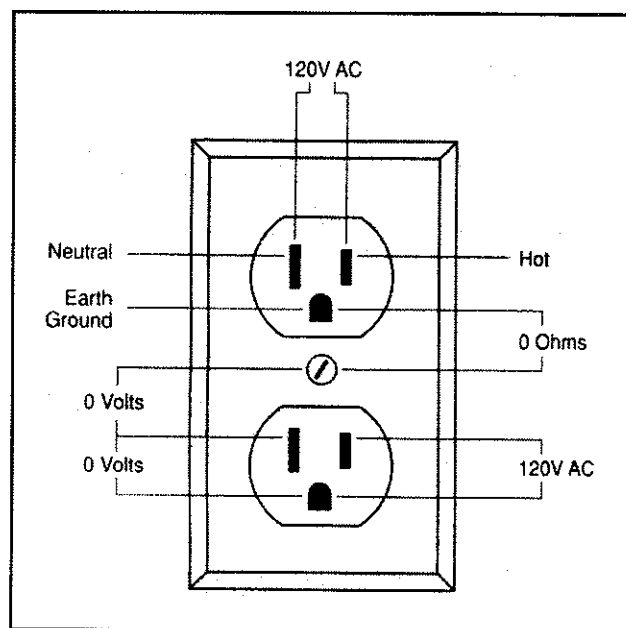 120V AC
Neutral
Hot
Earth
Ground
0 Ohms
0 Volts
0 Volts
120V AC